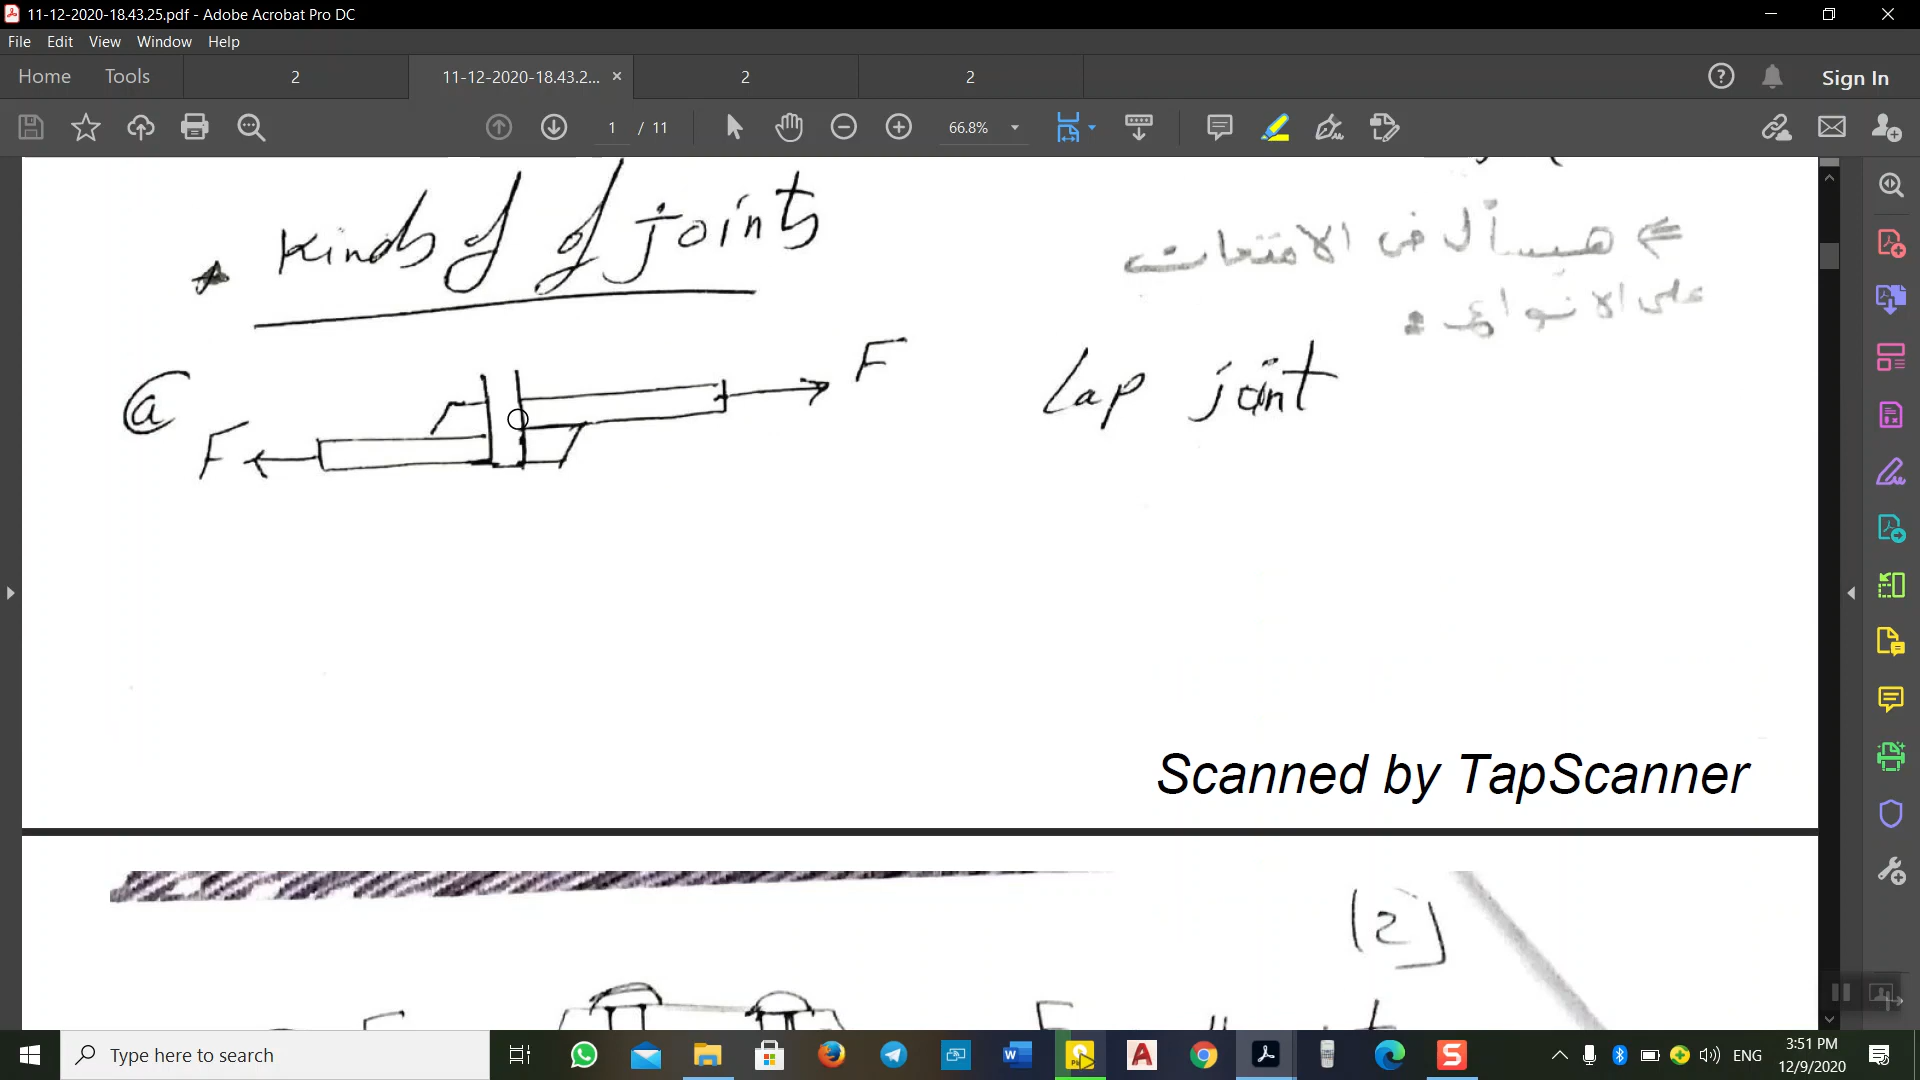 11-12-2020-18.43.25.pdf - Adobe Acrobat Pro DC
File Edit View Window Help
Home Tools 2 11-12-2020-18.43.2... × 2 2 Sign In
1 / 11 66.8%
Kinds of of joints
⇐ هيسأل فى الامتحات
على الانواع
ⓐ F F Lap joint
Scanned by TapScanner
[2]
F F
Type here to search
ENG 3:51 PM
12/9/2020